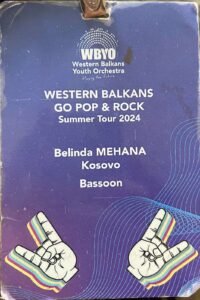 WBYO
Western Balkans
Youth Orchestra
WESTERN BALKANS
GO POP & ROCK
Summer Tour 2024
Belinda MEHANA
Kosovo
Bassoon